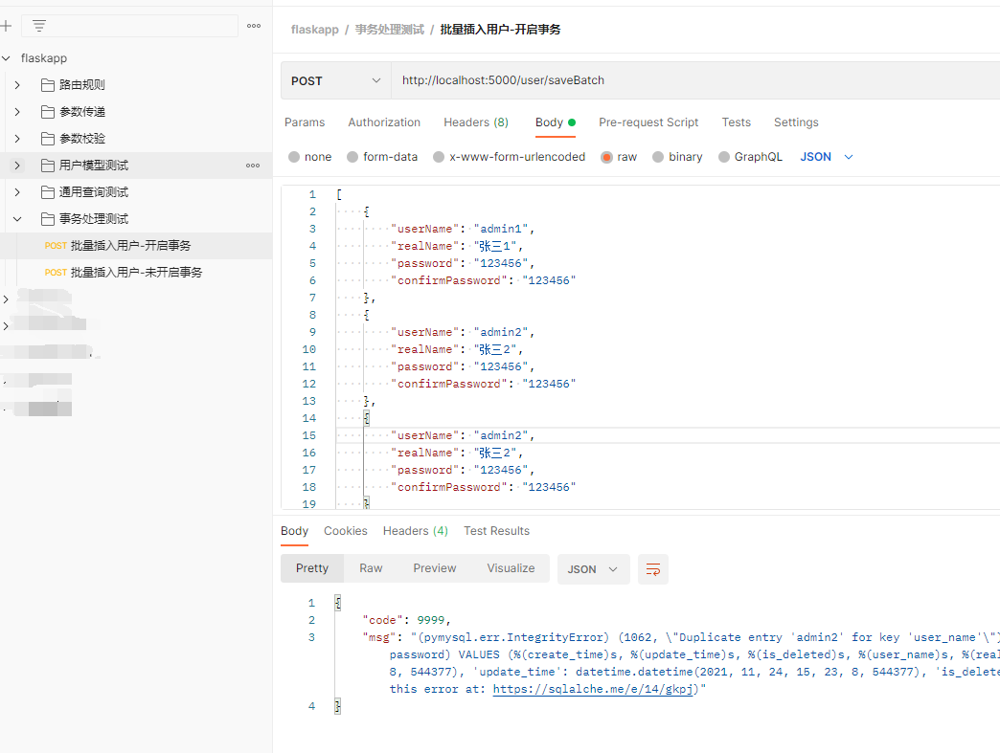 flaskapp / 事务处理测试 / 批量插入用户-开启事务
flaskapp
路由规则
参数传递
参数校验
用户模型测试
通用查询测试
事务处理测试
POST 批量插入用户-开启事务
POST 批量插入用户-未开启事务
POST
http://localhost:5000/user/saveBatch
Params Authorization Headers (8) Body Pre-request Script Tests Settings
none form-data x-www-form-urlencoded raw binary GraphQL JSON
1 [
2 {
3 "userName": "admin1",
4 "realName": "张三1",
5 "password": "123456",
6 "confirmPassword": "123456"
7 },
8 {
9 "userName": "admin2",
10 "realName": "张三2",
11 "password": "123456",
12 "confirmPassword": "123456"
13 },
14 {
15 "userName": "admin2",
16 "realName": "张三2",
17 "password": "123456",
18 "confirmPassword": "123456"
19 }
Body Cookies Headers (4) Test Results
Pretty Raw Preview Visualize JSON
1 {
2 "code": 9999,
3 "msg": "(pymysql.err.IntegrityError) (1062, \"Duplicate entry 'admin2' for key 'user_name'\")
password) VALUES (%(create_time)s, %(update_time)s, %(is_deleted)s, %(user_name)s, %(real
8, 544377), 'update_time': datetime.datetime(2021, 11, 24, 15, 23, 8, 544377), 'is_delete
this error at: https://sqlalche.me/e/14/gkpj)"
4 }